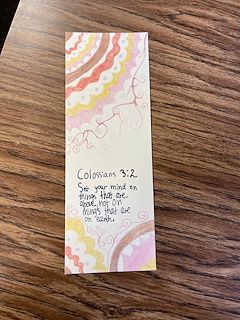 Colossians 3:2
Set your mind on
things that are
above, not on
things that are
on earth.